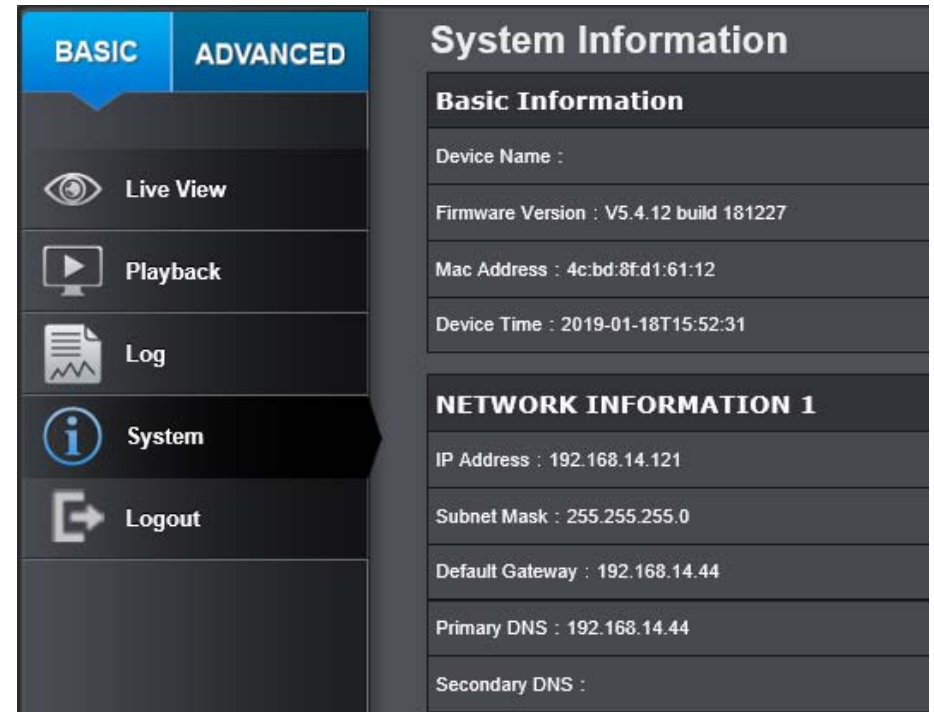 BASIC
ADVANCED
Live View
Playback
Log
System
Logout
System Information
Basic Information
Device Name :
Firmware Version : V5.4.12 build 181227
Mac Address : 4c:bd:8f:d1:61:12
Device Time : 2019-01-18T15:52:31
NETWORK INFORMATION 1
IP Address : 192.168.14.121
Subnet Mask : 255.255.255.0
Default Gateway : 192.168.14.44
Primary DNS : 192.168.14.44
Secondary DNS :